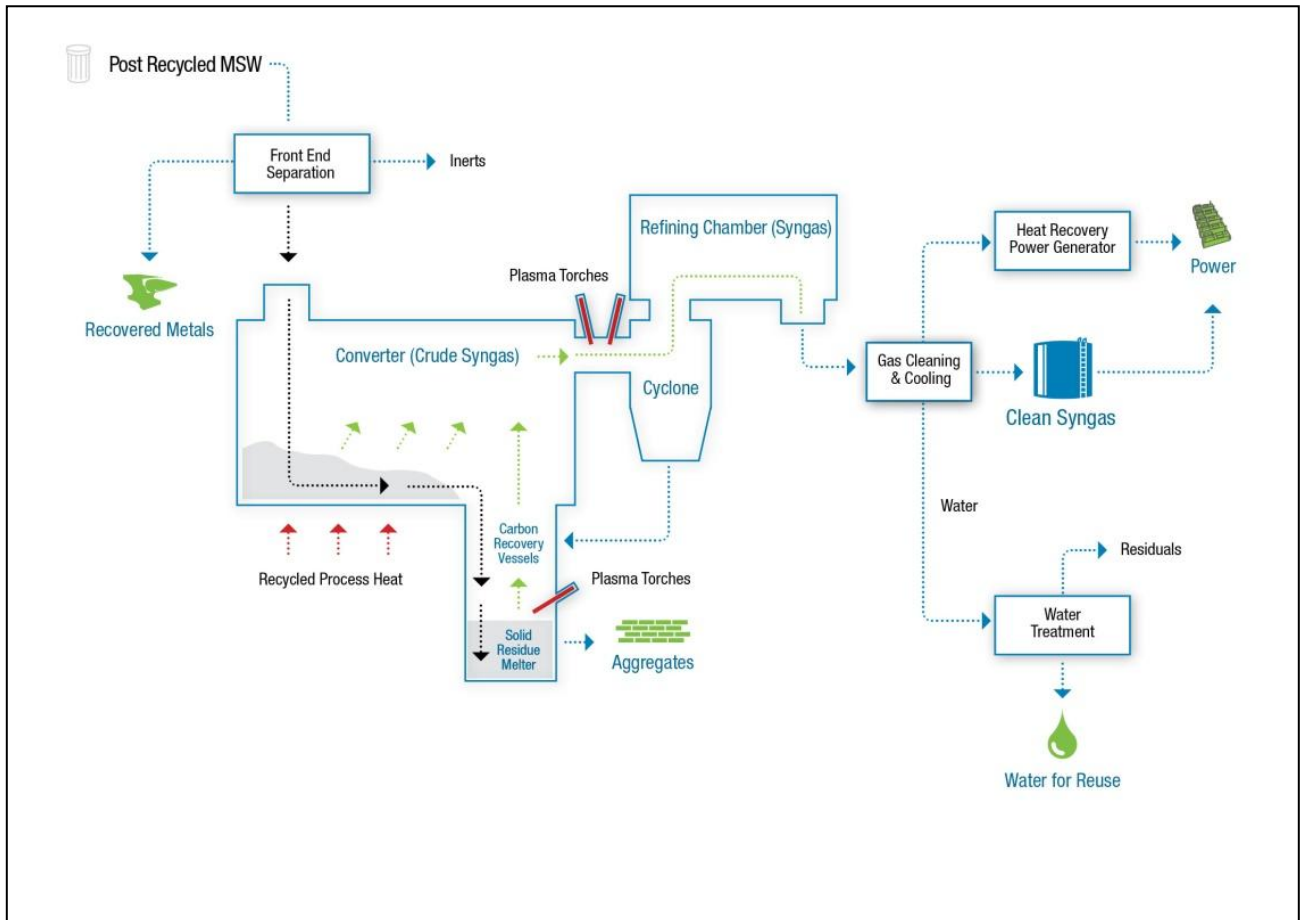 Post Recycled MSW
Front End
Separation
Inerts
Recovered Metals
Refining Chamber (Syngas)
Plasma Torches
Converter (Crude Syngas)
Cyclone
Heat Recovery
Power Generator
Power
Gas Cleaning
& Cooling
Clean Syngas
Carbon
Recovery
Vessels
Recycled Process Heat
Plasma Torches
Solid
Residue
Melter
Aggregates
Water
Residuals
Water
Treatment
Water for Reuse